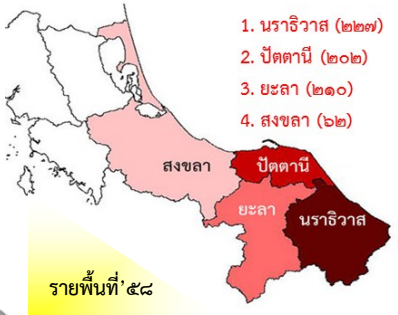 1. นราธิวาส (๒๒๗)
2. ปัตตานี (๒๐๒)
3. ยะลา (๒๑๐)
4. สงขลา (๖๒)
สงขลา
ปัตตานี
ยะลา
นราธิวาส
รายพื้นที่'๕๘